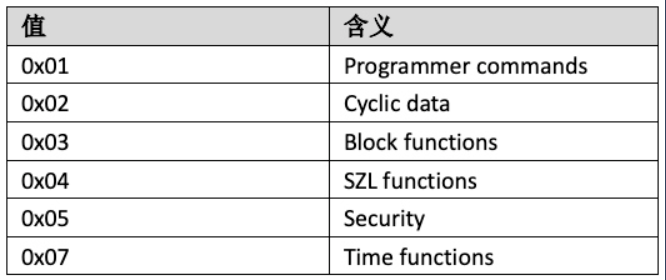 值 含义
0x01 Programmer commands
0x02 Cyclic data
0x03 Block functions
0x04 SZL functions
0x05 Security
0x07 Time functions